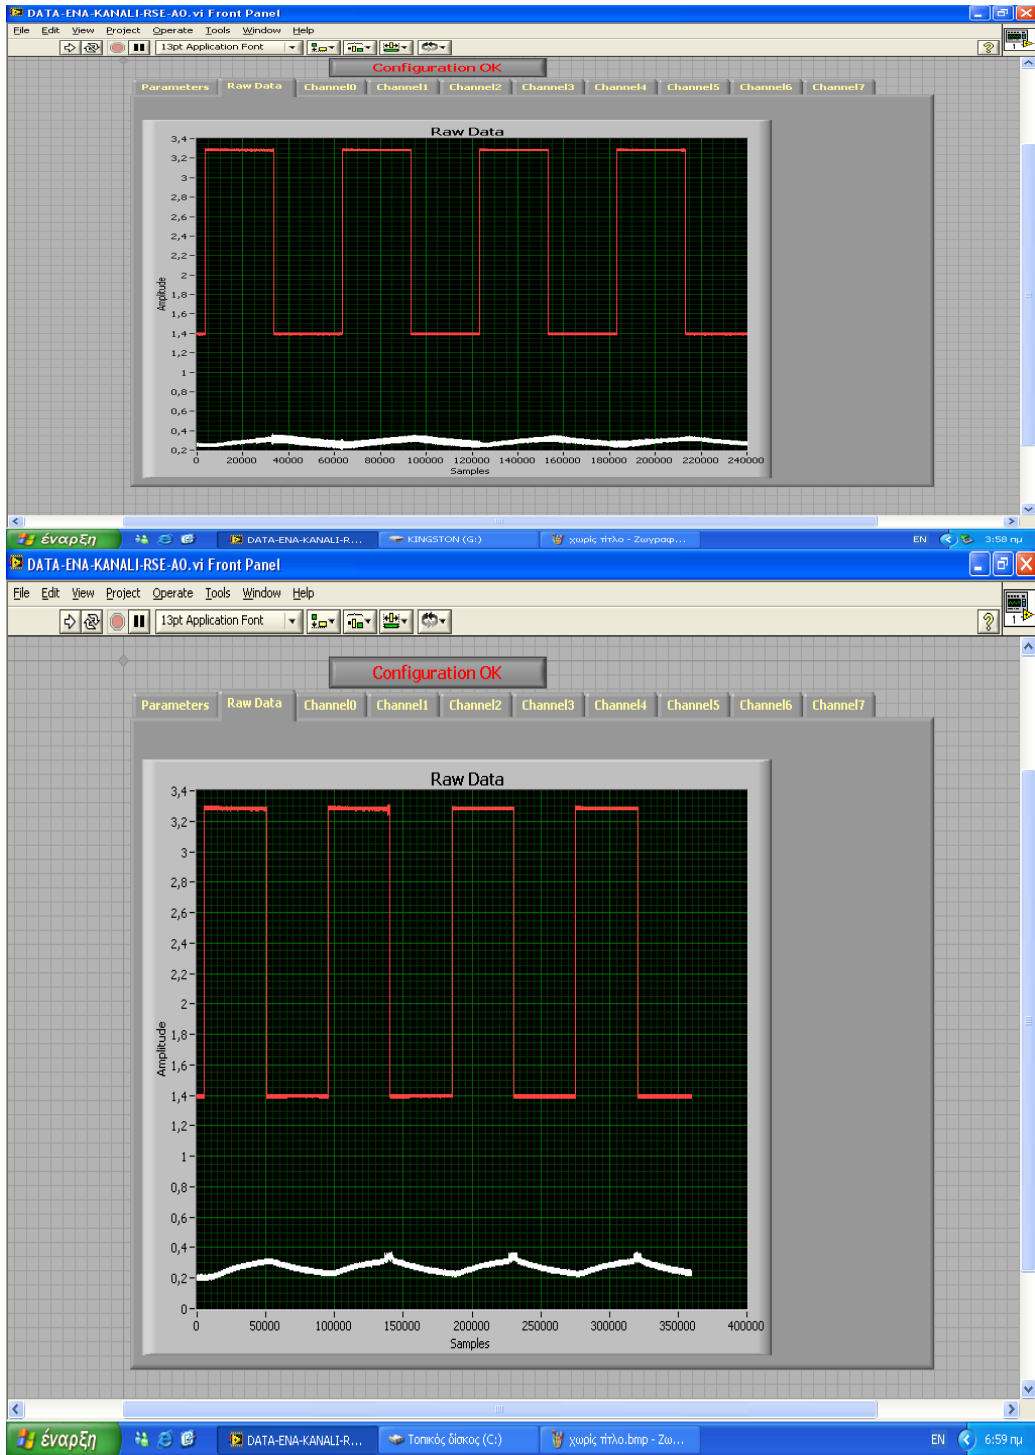 DATA-ENA-KANALI-RSE-AO.vi Front Panel
File Edit View Project Operate Tools Window Help
13pt Application Font
1
Configuration OK
Parameters Raw Data Channel0 Channel1 Channel2 Channel3 Channel4 Channel5 Channel6 Channel7
Raw Data
3,4
3,2
3
2,8
2,6
2,4
2,2
2
1,8
1,6
1,4
1,2
1
0,8
0,6
0,4
0,2
Amplitude
0 20000 40000 60000 80000 100000 120000 140000 160000 180000 200000 220000 240000
Samples
έναρξη DATA-ENA-KANALI-R... KINGSTON (G:) χωρίς τίτλο - Ζωγραφ... EN 3:58 πμ
DATA-ENA-KANALI-RSE-AO.vi Front Panel
File Edit View Project Operate Tools Window Help
13pt Application Font
1
Configuration OK
Parameters Raw Data Channel0 Channel1 Channel2 Channel3 Channel4 Channel5 Channel6 Channel7
Raw Data
3,4
3,2
3
2,8
2,6
2,4
2,2
2
1,8
1,6
1,4
1,2
1
0,8
0,6
0,4
0,2
0
Amplitude
0 50000 100000 150000 200000 250000 300000 350000 400000
Samples
έναρξη DATA-ENA-KANALI-R... Τοπικός δίσκος (C:) χωρίς τίτλο.bmp - Ζω... EN 6:59 πμ